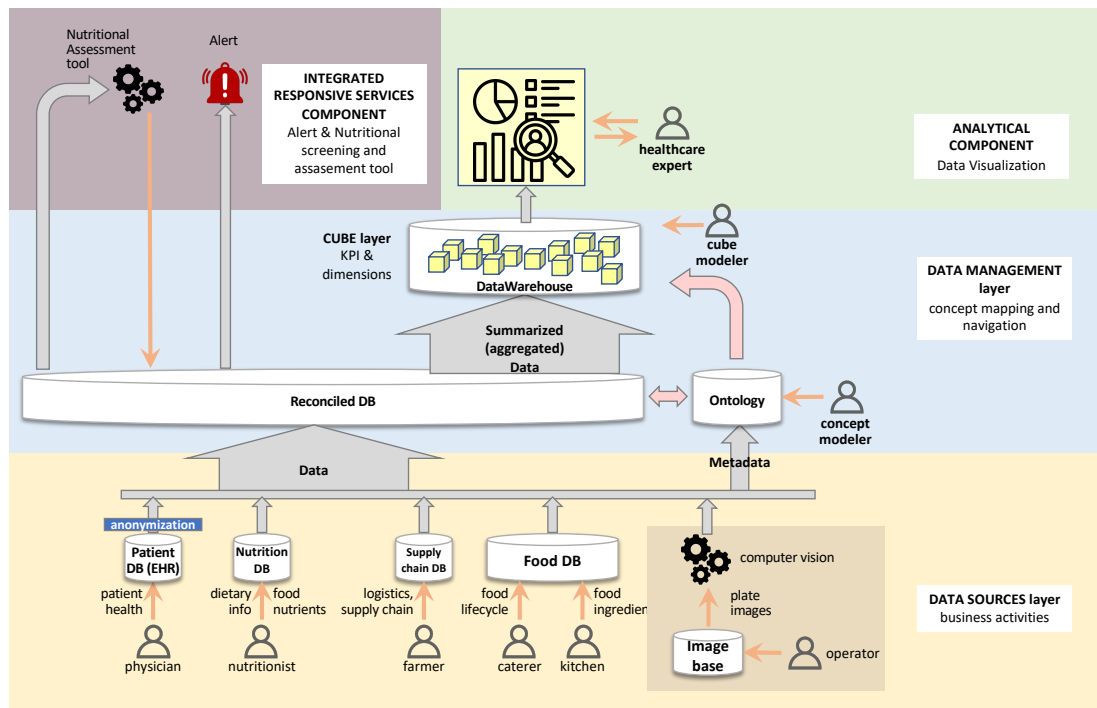 Nutritional
Assessment
tool
Alert
INTEGRATED
RESPONSIVE SERVICES
COMPONENT
Alert & Nutritional
screening and
assasement tool
healthcare
expert
ANALYTICAL
COMPONENT
Data Visualization
CUBE layer
KPI &
dimensions
DataWarehouse
cube
modeler
DATA MANAGEMENT
layer
concept mapping and
navigation
Summarized
(aggregated)
Data
Reconciled DB
Ontology
concept
modeler
Data
Metadata
anonymization
Patient
DB (EHR)
Nutrition
DB
Supply
chain DB
Food DB
computer vision
patient
health
dietary
info
food
nutrients
logistics,
supply chain
food
lifecycle
food
ingredien
plate
images
DATA SOURCES layer
business activities
physician
nutritionist
farmer
caterer
kitchen
Image
base
operator